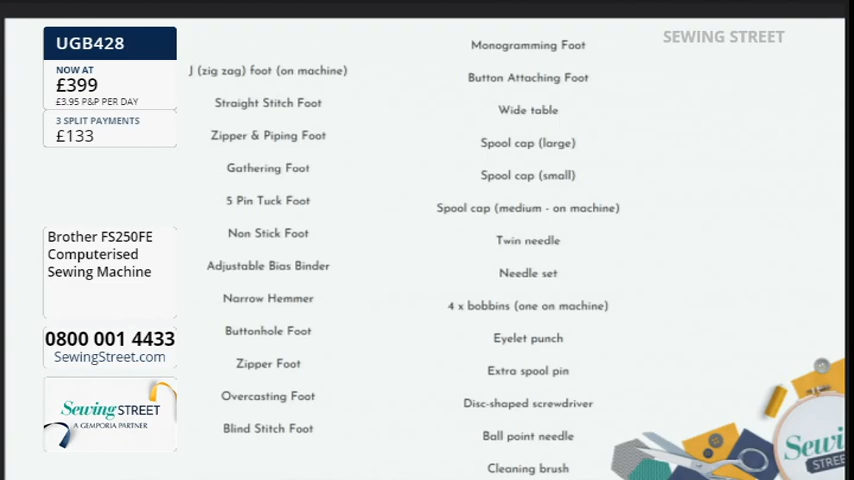 UGB428
NOW AT
£399
£3.95 P&P PER DAY
3 SPLIT PAYMENTS
£133
Brother FS250FE
Computerised
Sewing Machine
0800 001 4433
SewingStreet.com
Sewing STREET
A GEMPORIA PARTNER
J (zig zag) foot (on machine)
Straight Stitch Foot
Zipper & Piping Foot
Gathering Foot
5 Pin Tuck Foot
Non Stick Foot
Adjustable Bias Binder
Narrow Hemmer
Buttonhole Foot
Zipper Foot
Overcasting Foot
Blind Stitch Foot
Monogramming Foot
Button Attaching Foot
Wide table
Spool cap (large)
Spool cap (small)
Spool cap (medium - on machine)
Twin needle
Needle set
4 x bobbins (one on machine)
Eyelet punch
Extra spool pin
Disc-shaped screwdriver
Ball point needle
Cleaning brush
SEWING STREET
Sewi
STREE